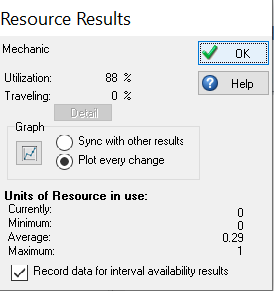 Resource Results
Mechanic
OK
Utilization: 88 %
Help
Traveling: 0 %
Detail
Graph
Sync with other results
Plot every change
Units of Resource in use:
Currently: 0
Minimum: 0
Average: 0.29
Maximum: 1
Record data for interval availability results